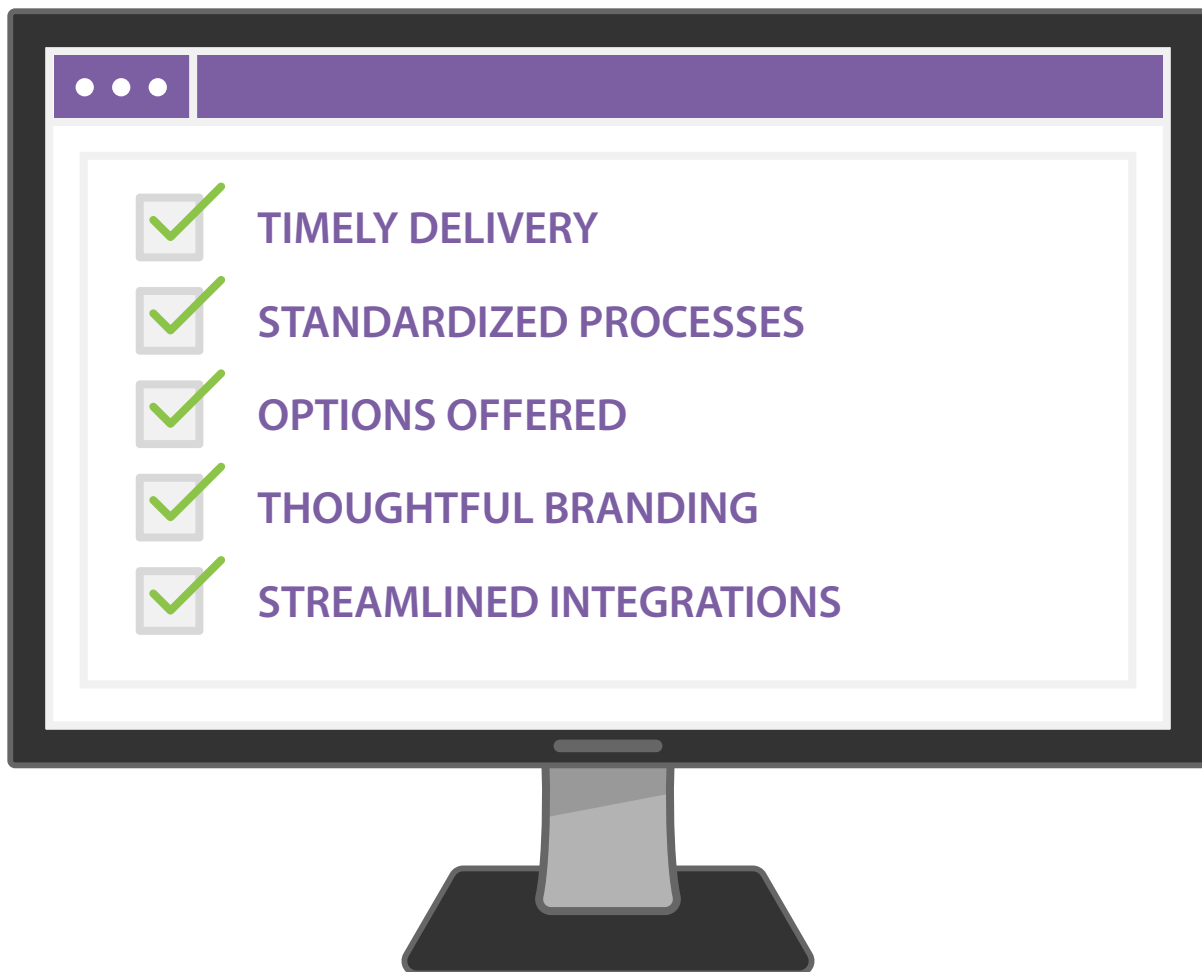 TIMELY DELIVERY
STANDARDIZED PROCESSES
OPTIONS OFFERED
THOUGHTFUL BRANDING
STREAMLINED INTEGRATIONS